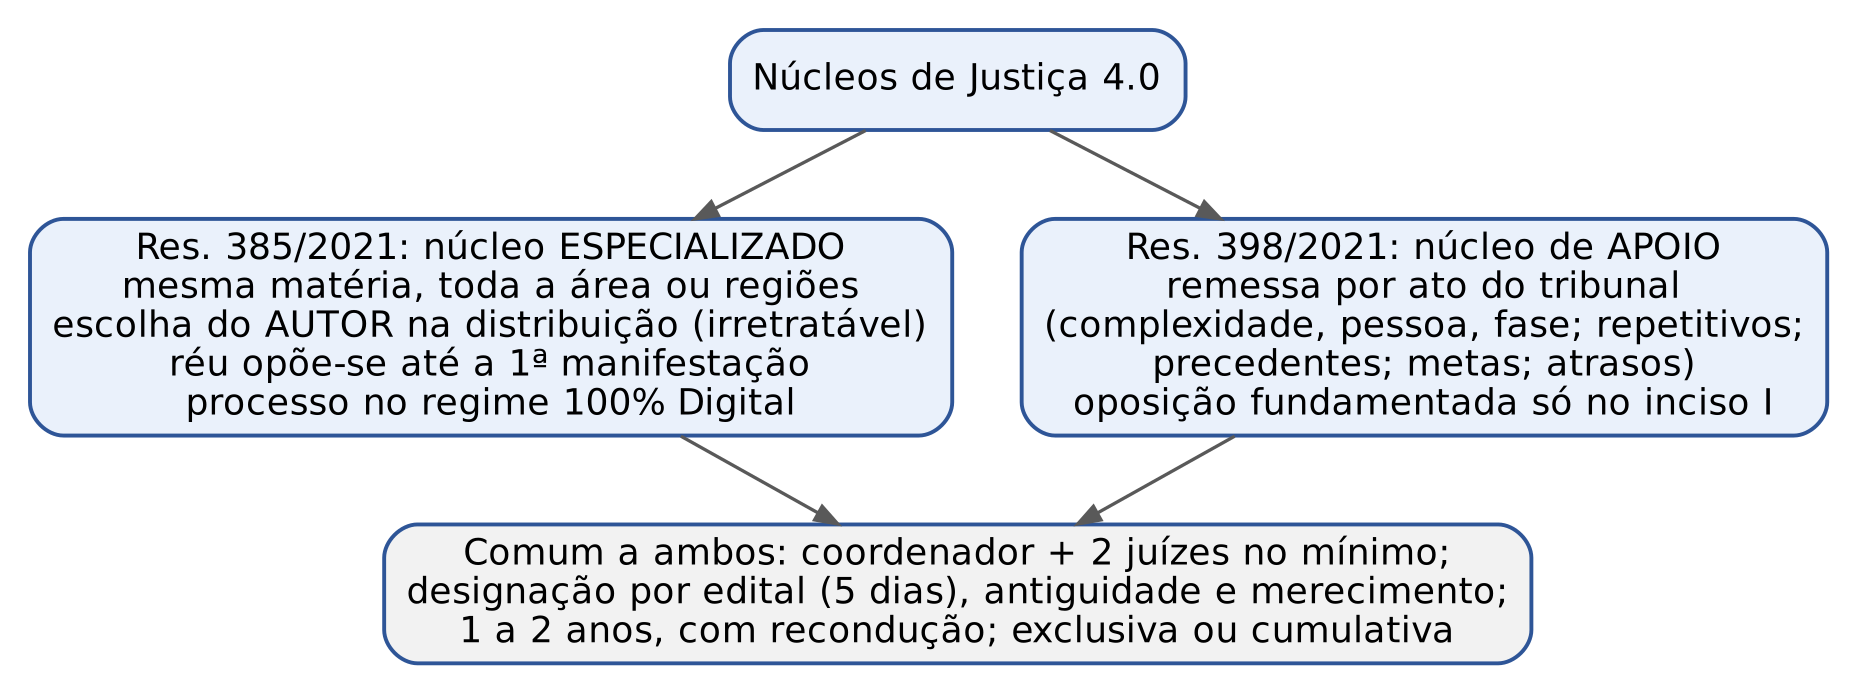 Núcleos de Justiça 4.0
Res. 385/2021: núcleo ESPECIALIZADO
mesma matéria, toda a área ou regiões
escolha do AUTOR na distribuição (irretratável)
réu opõe-se até a 1ª manifestação
processo no regime 100% Digital
Res. 398/2021: núcleo de APOIO
remessa por ato do tribunal
(complexidade, pessoa, fase; repetitivos;
precedentes; metas; atrasos)
oposição fundamentada só no inciso I
Comum a ambos: coordenador + 2 juízes no mínimo;
designação por edital (5 dias), antiguidade e merecimento;
1 a 2 anos, com recondução; exclusiva ou cumulativa